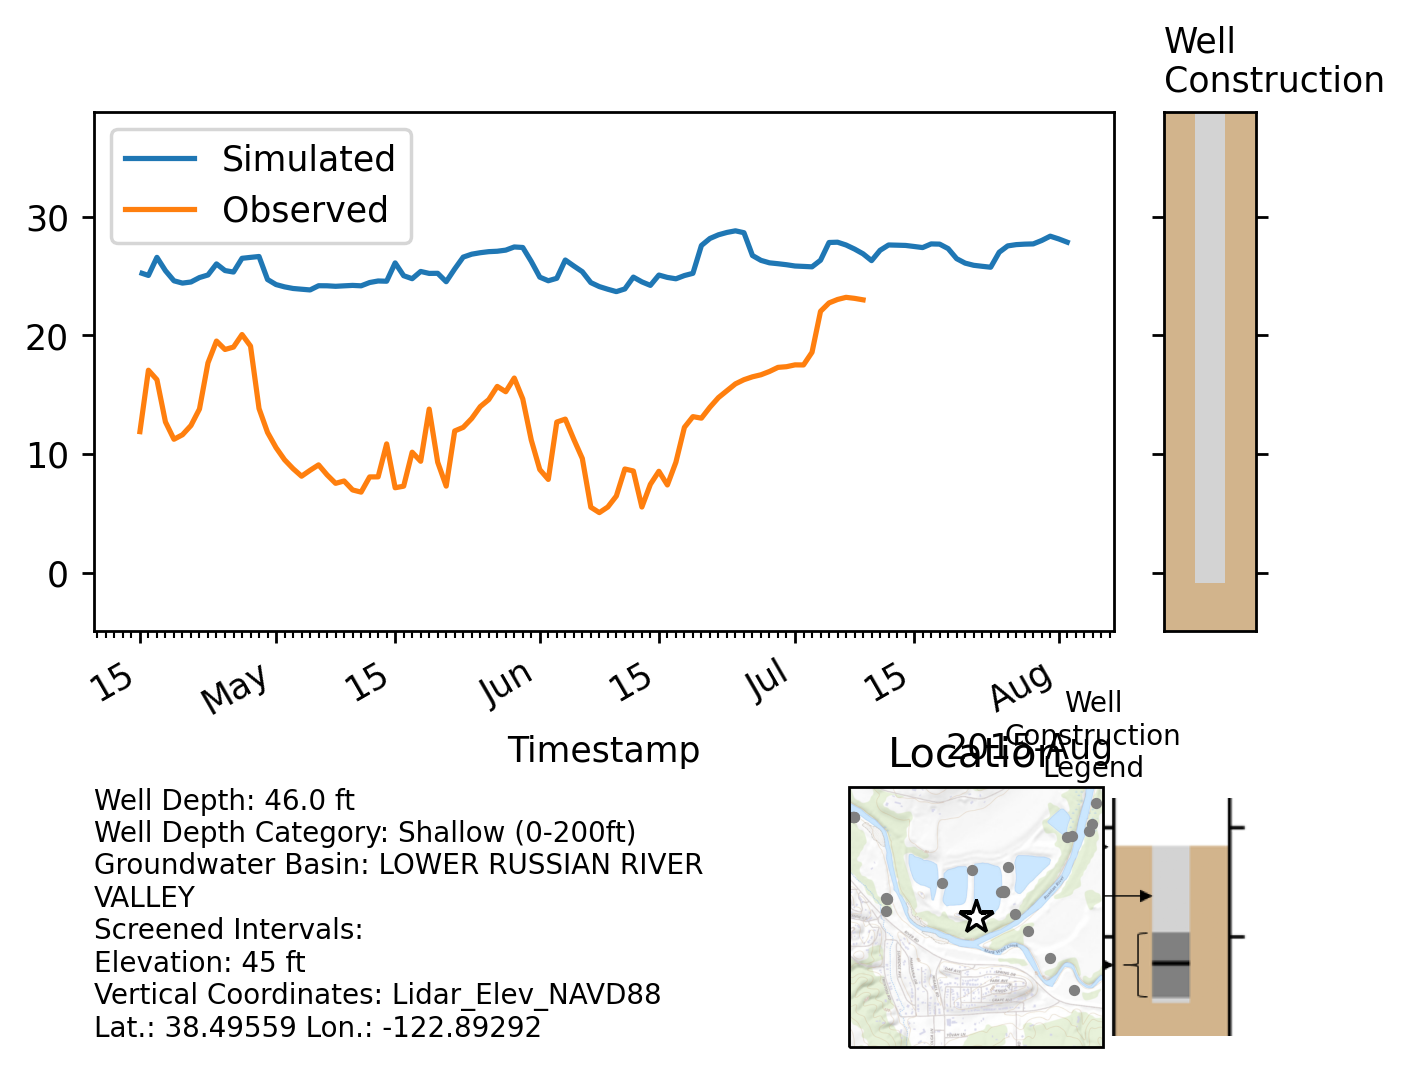 Well
Construction
Simulated
Observed
30
20
10
0
15
May
15
Jun
15
Jul
15
Aug
Timestamp
2015-Aug
Location
Well
Construction
Legend
Well Depth: 46.0 ft
Well Depth Category: Shallow (0-200ft)
Groundwater Basin: LOWER RUSSIAN RIVER
VALLEY
Screened Intervals:
Elevation: 45 ft
Vertical Coordinates: Lidar_Elev_NAVD88
Lat.: 38.49559 Lon.: -122.89292